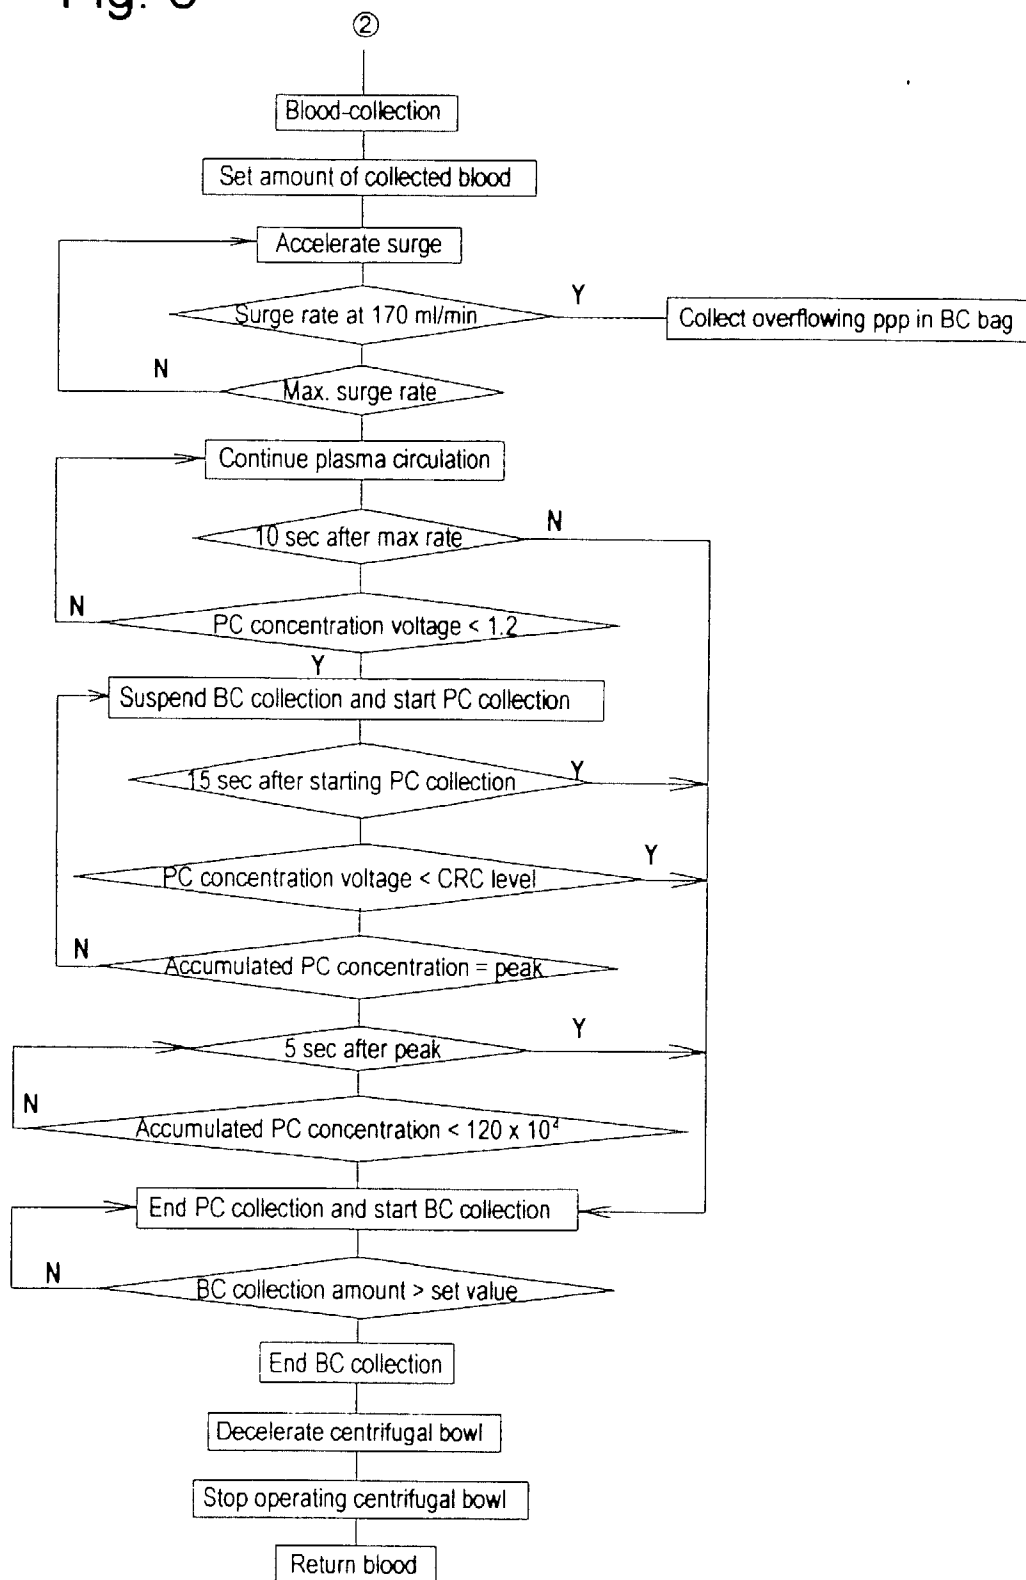 ②
Blood-collection
Set amount of collected blood
Accelerate surge
Surge rate at 170 ml/min
Y
Collect overflowing ppp in BC bag
N
Max. surge rate
Continue plasma circulation
10 sec after max rate
N
N
PC concentration voltage < 1.2
Y
Suspend BC collection and start PC collection
15 sec after starting PC collection
Y
Y
PC concentration voltage < CRC level
N
Accumulated PC concentration = peak
Y
5 sec after peak
N
Accumulated PC concentration < 120 x 10⁴
End PC collection and start BC collection
N
BC collection amount > set value
End BC collection
Decelerate centrifugal bowl
Stop operating centrifugal bowl
Return blood